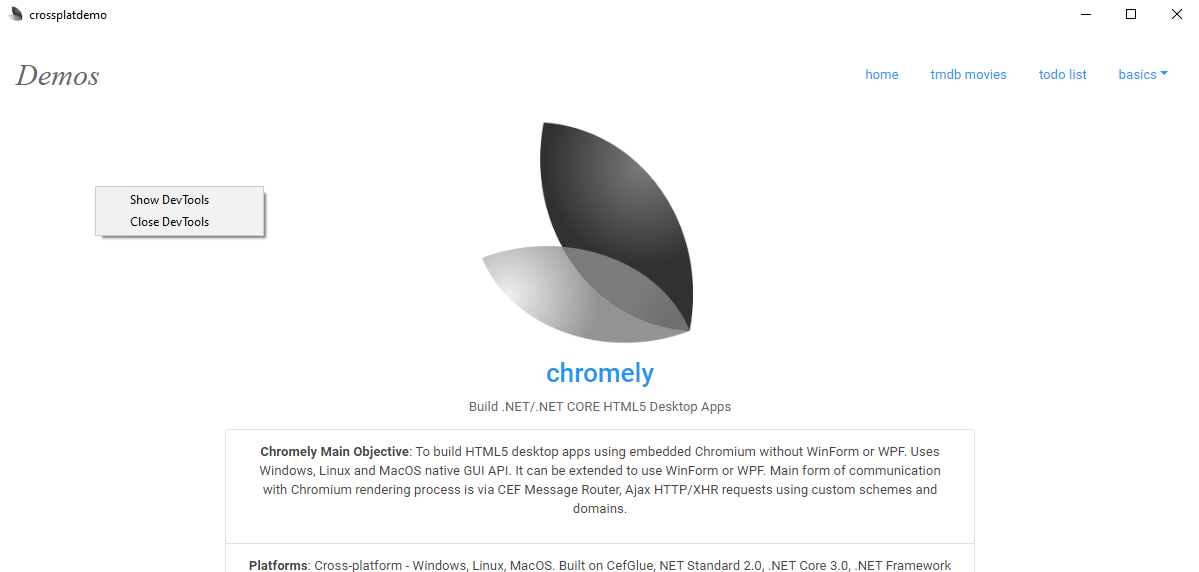 crossplatdemo
Demos
home
tmdb movies
todo list
basics
Show DevTools
Close DevTools
chromely
Build .NET/.NET CORE HTML5 Desktop Apps
Chromely Main Objective: To build HTML5 desktop apps using embedded Chromium without WinForm or WPF. Uses
Windows, Linux and MacOS native GUI API. It can be extended to use WinForm or WPF. Main form of communication
with Chromium rendering process is via CEF Message Router, Ajax HTTP/XHR requests using custom schemes and
domains.
Platforms: Cross-platform - Windows, Linux, MacOS. Built on CefGlue, NET Standard 2.0, .NET Core 3.0, .NET Framework